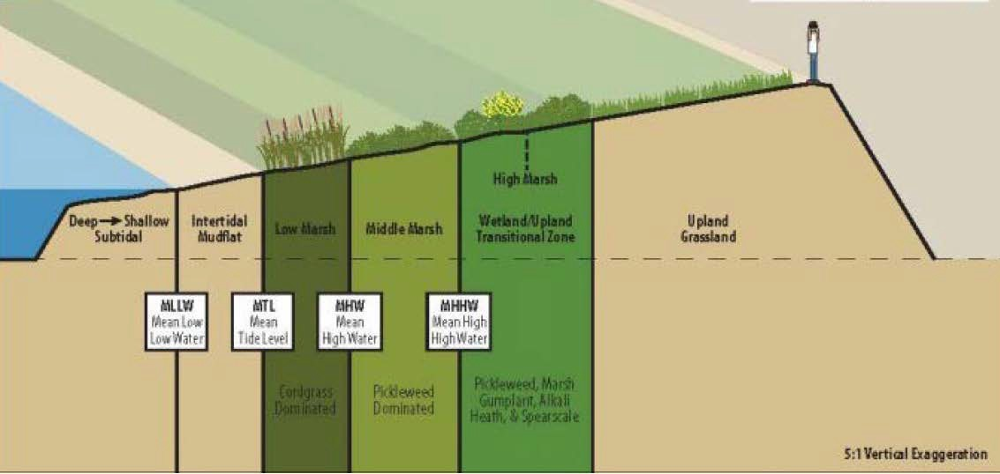 High Marsh
Deep→Shallow
Subtidal
Intertidal
Mudflat
Low Marsh
Middle Marsh
Wetland/Upland
Transitional Zone
Upland
Grassland
MLLW
Mean Low
Low Water
MTL
Mean
Tide Level
MHW
Mean
High Water
MHHW
Mean High
High Water
Cordgrass
Dominated
Pickleweed
Dominated
Pickleweed, Marsh
Gumplant, Alkali
Heath, & Spearscale
5:1 Vertical Exaggeration